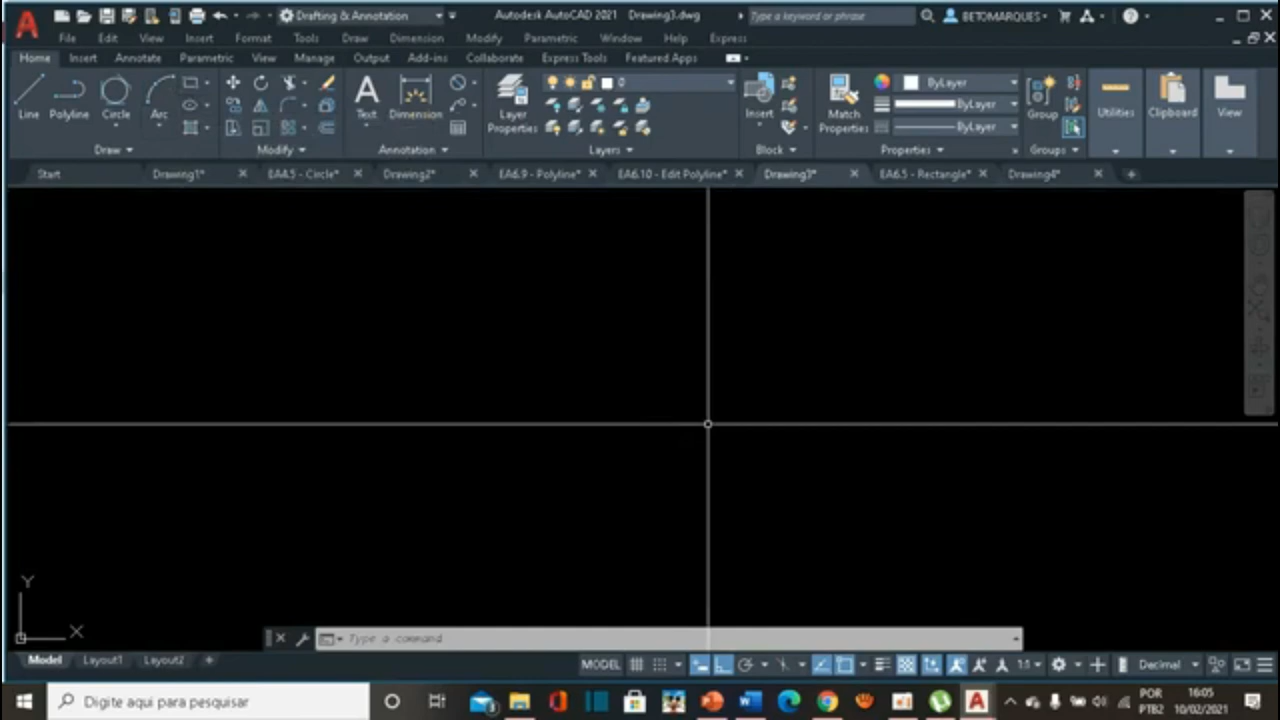 Drafting & Annotation Autodesk AutoCAD 2021 Drawing3.dwg Type a keyword or phrase BETOMARQUES
File Edit View Insert Format Tools Draw Dimension Modify Parametric Window Help Express
Home Insert Annotate Parametric View Manage Output Add-ins Collaborate Express Tools Featured Apps
Line Polyline Circle Arc Text Dimension Layer Properties 0 Insert Match Properties ByLayer ByLayer ByLayer Group Utilities Clipboard View
Draw Modify Annotation Layers Block Properties Groups
Start Drawing1* EA4.5 - Circle* Drawing2* EA6.9 - Polyline* EA6.10 - Edit Polyline* Drawing3* EA6.5 - Rectangle* Drawing4*
Y
X
Type a command
Model Layout1 Layout2 + MODEL 1:1 Decimal
Digite aqui para pesquisar POR 16:05
PTB2 10/02/2021